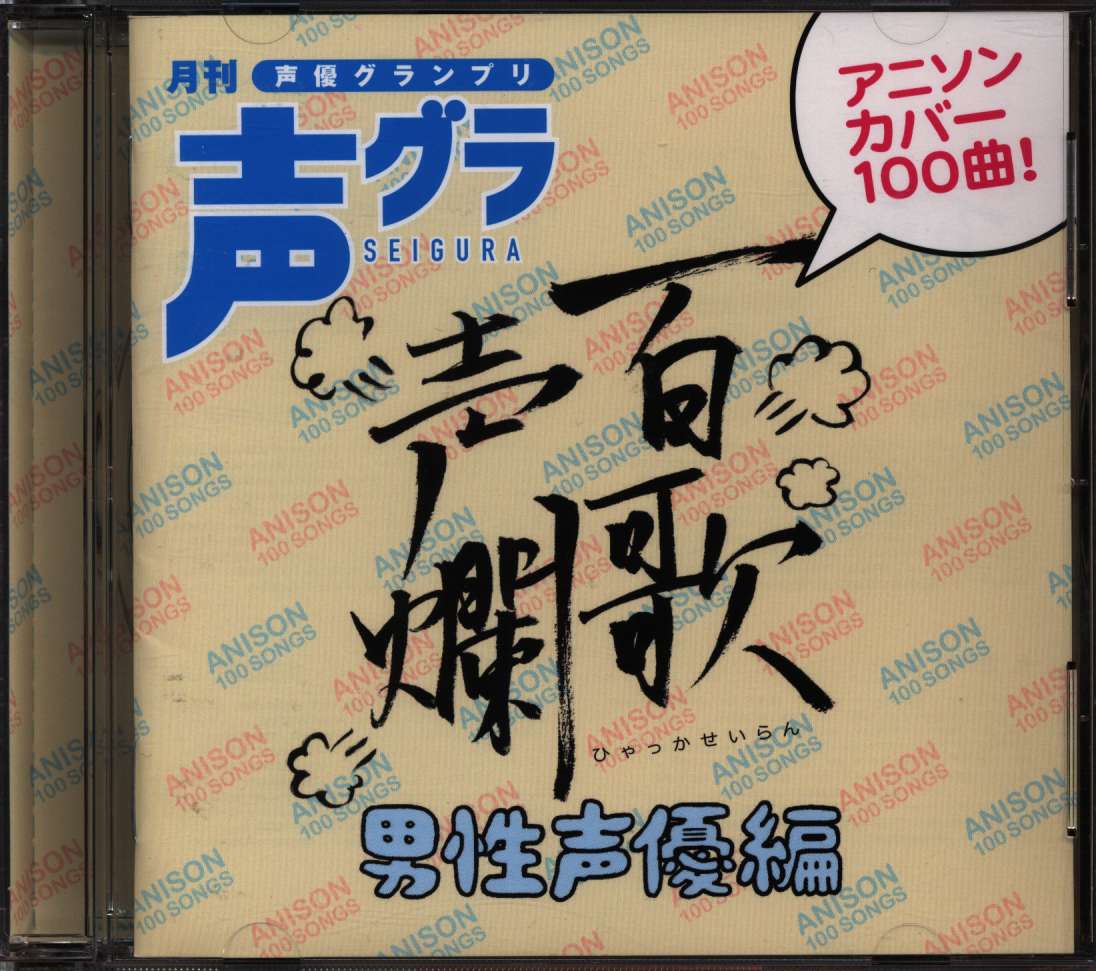 月刊 声優グランプリ
声グラ
SEIGURA
アニソン
カバー
100曲!
百歌
声爛
ひゃっかせいらん
男性声優編
ANISON
100 SONGS